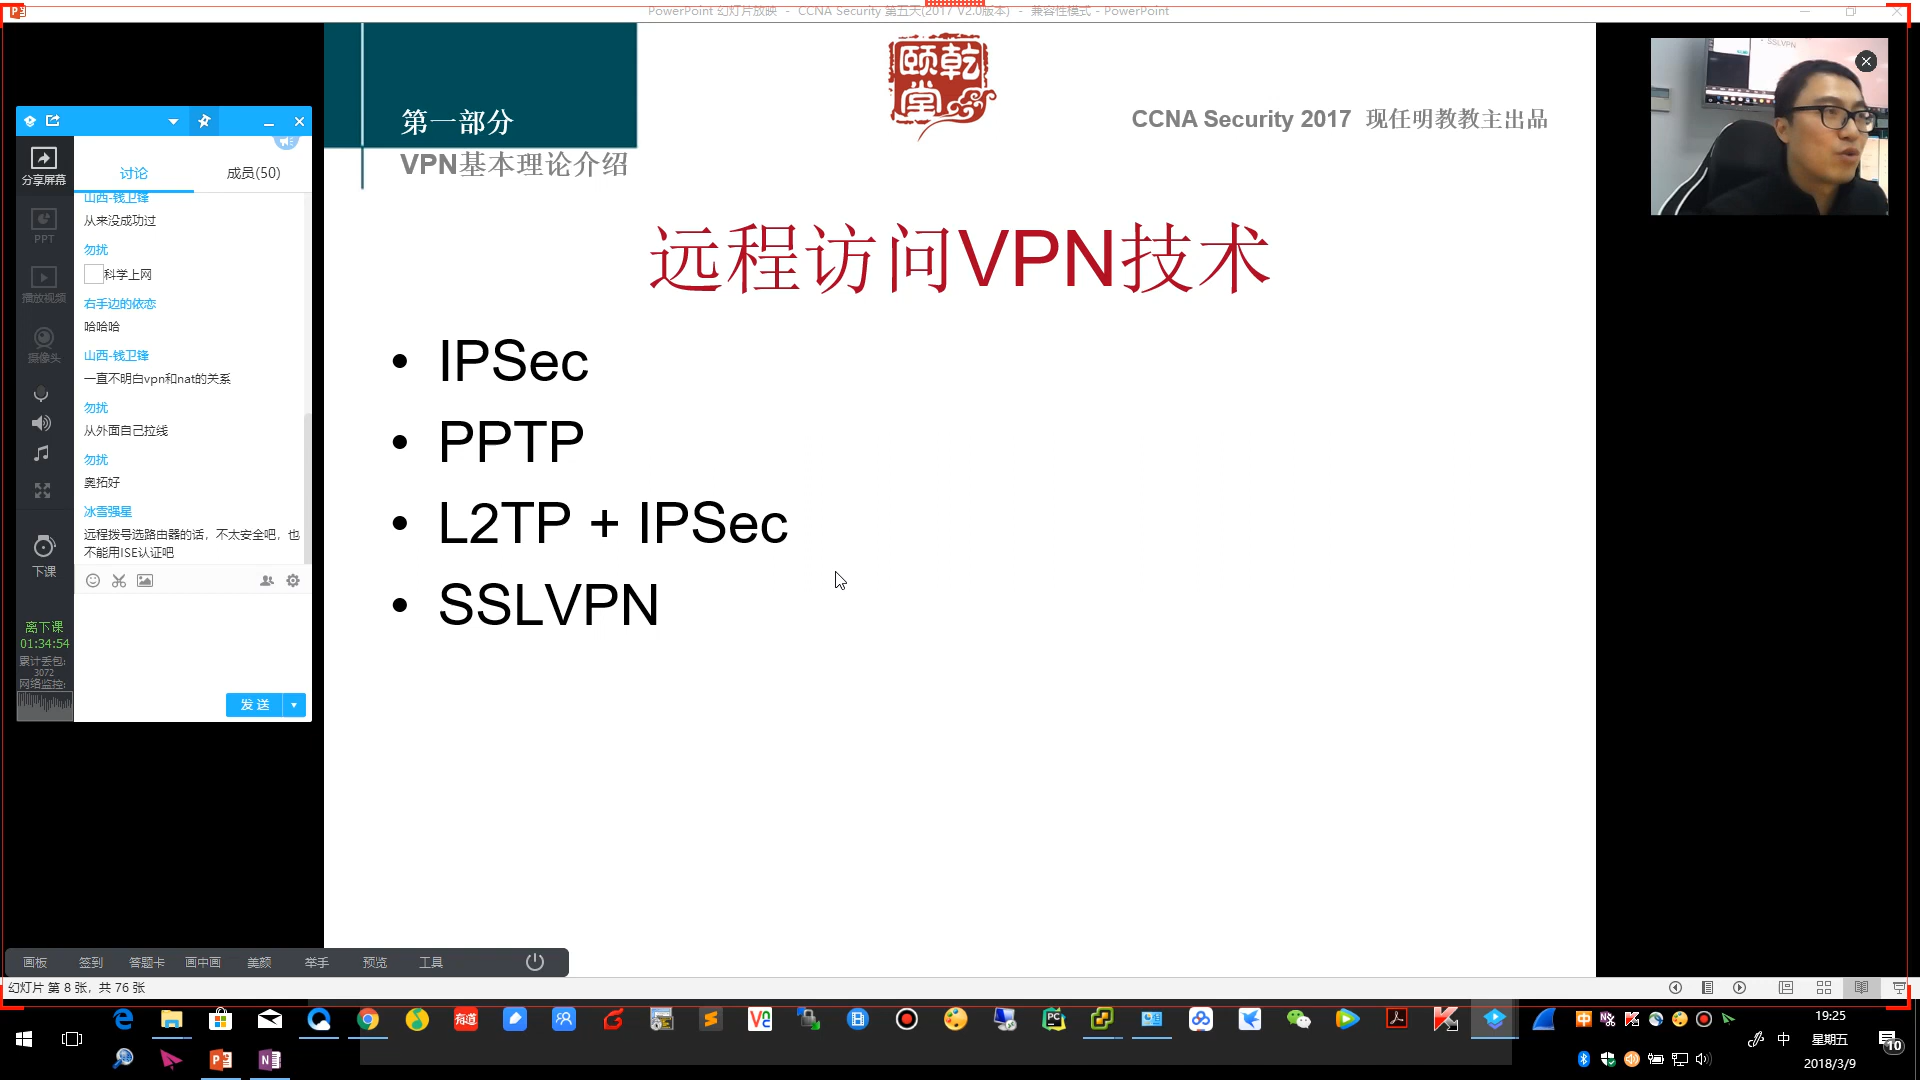 PowerPoint 幻灯片放映 - CCNA Security 第五天(2017 V2.0版本) - 兼容性模式 - PowerPoint
第一部分
VPN基本理论介绍
颐乾堂
CCNA Security 2017 现任明教教主出品
远程访问VPN技术
• IPSec
• PPTP
• L2TP + IPSec
• SSLVPN
SSLVPN
分享屏幕
PPT
播放视频
摄像头
下课
离下课
01:34:54
累计丢包:
3072
网络监控:
讨论
成员(50)
山西-钱卫锋
从来没成功过
勿扰
科学上网
右手边的依恋
哈哈哈
山西-钱卫锋
一直不明白vpn和nat的关系
勿扰
从外面自己拉线
勿扰
奥拓好
冰雪强星
远程拨号选路由器的话，不太安全吧，也
不能用ISE认证吧
发送
画板 签到 答题卡 画中画 美颜 举手 预览 工具
幻灯片 第 8 张，共 76 张
有道
中
19:25
星期五
2018/3/9
10